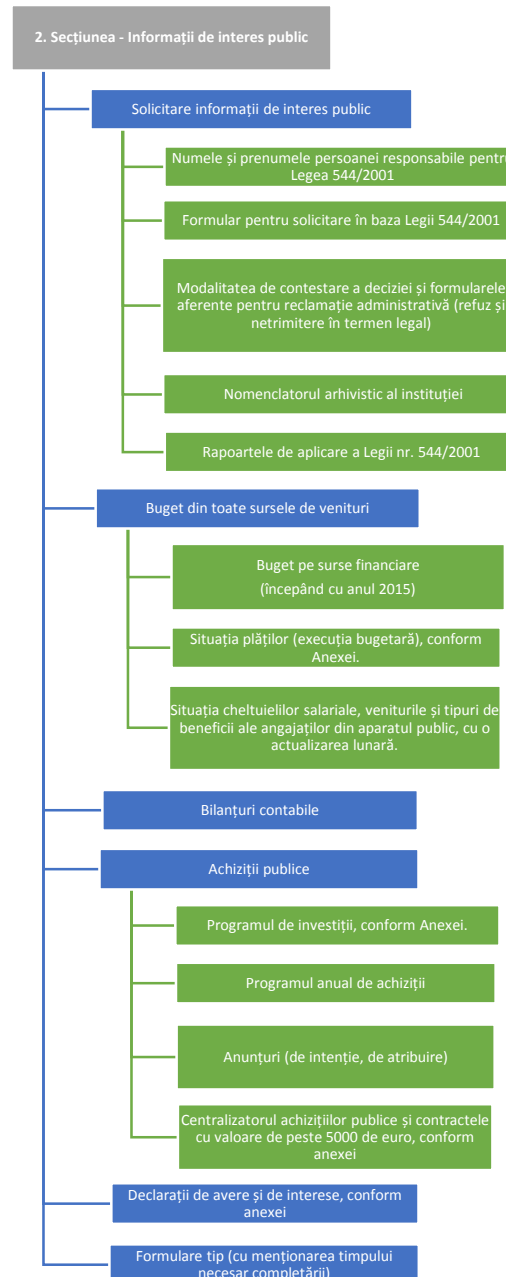 2. Secțiunea - Informații de interes public
Solicitare informații de interes public
Numele și prenumele persoanei responsabile pentru
Legea 544/2001
Formular pentru solicitare în baza Legii 544/2001
Modalitatea de contestare a deciziei și formularele
aferente pentru reclamație administrativă (refuz și
netrimitere în termen legal)
Nomenclatorul arhivistic al instituției
Rapoartele de aplicare a Legii nr. 544/2001
Buget din toate sursele de venituri
Buget pe surse financiare
(începând cu anul 2015)
Situația plăților (execuția bugetară), conform
Anexei.
Situația cheltuielilor salariale, veniturile și tipuri de
beneficii ale angajaților din aparatul public, cu o
actualizarea lunară.
Bilanțuri contabile
Achiziții publice
Programul de investiții, conform Anexei.
Programul anual de achiziții
Anunțuri (de intenție, de atribuire)
Centralizatorul achizițiilor publice și contractele
cu valoare de peste 5000 de euro, conform
anexei
Declarații de avere și de interese, conform
anexei
Formulare tip (cu menționarea timpului
necesar completării)